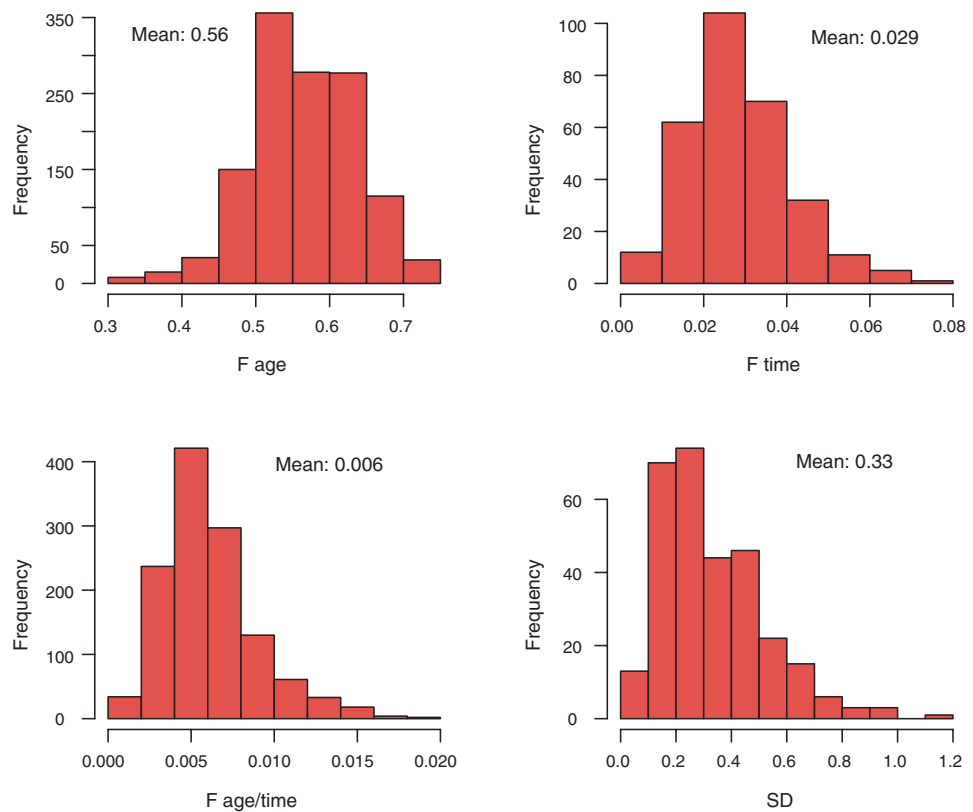 Mean: 0.56
Frequency
350
250
150
50
0
0.3 0.4 0.5 0.6 0.7
F age
Mean: 0.029
Frequency
100
80
60
40
20
0
0.00 0.02 0.04 0.06 0.08
F time
Mean: 0.006
Frequency
400
300
200
100
0
0.000 0.005 0.010 0.015 0.020
F age/time
Mean: 0.33
Frequency
60
40
20
0
0.0 0.2 0.4 0.6 0.8 1.0 1.2
SD